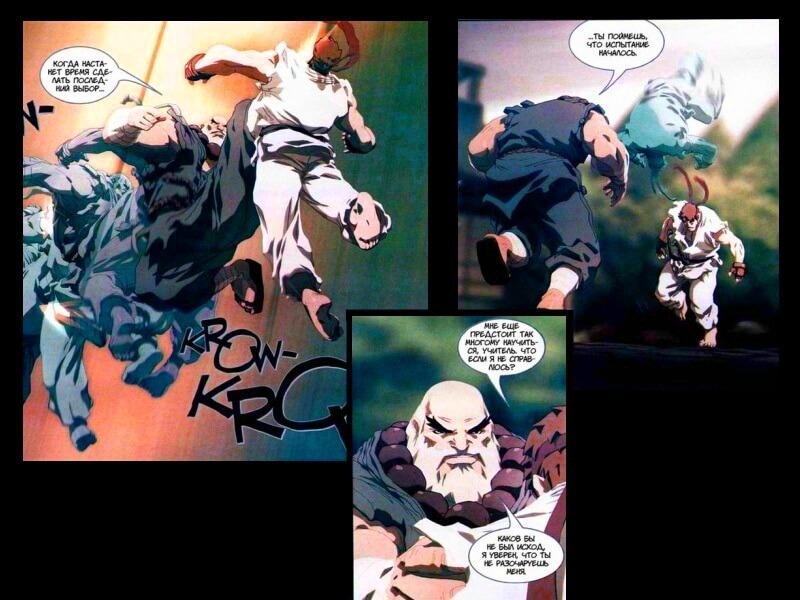 КОГДА НАСТА-
НЕТ ВРЕМЯ СДЕ-
ЛАТЬ ПОСЛЕД-
НИЙ ВЫБОР...
N-
KROW-
KRO
...ТЫ ПОЙМЕШЬ,
ЧТО ИСПЫТАНИЕ
НАЧАЛОСЬ.
МНЕ ЕЩЕ
ПРЕДСТОИТ ТАК
МНОГОМУ НАУЧИТЬ-
СЯ, УЧИТЕЛЬ. ЧТО
ЕСЛИ Я НЕ СПРАВ-
ЛЮСЬ?
КАКОВ БЫ
НЕ БЫЛ ИСХОД,
Я УВЕРЕН, ЧТО ТЫ
НЕ РАЗОЧАРУЕШЬ
МЕНЯ.